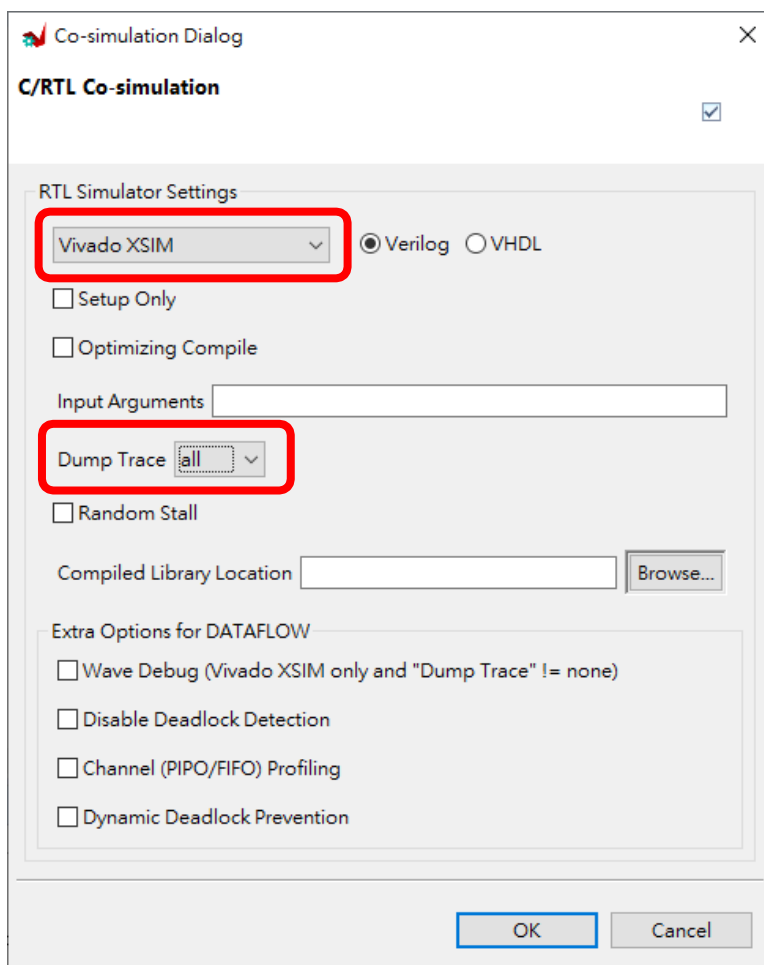 Co-simulation Dialog
C/RTL Co-simulation
RTL Simulator Settings
Vivado XSIM Verilog VHDL
Setup Only
Optimizing Compile
Input Arguments
Dump Trace all
Random Stall
Compiled Library Location Browse...
Extra Options for DATAFLOW
Wave Debug (Vivado XSIM only and "Dump Trace" != none)
Disable Deadlock Detection
Channel (PIPO/FIFO) Profiling
Dynamic Deadlock Prevention
OK Cancel